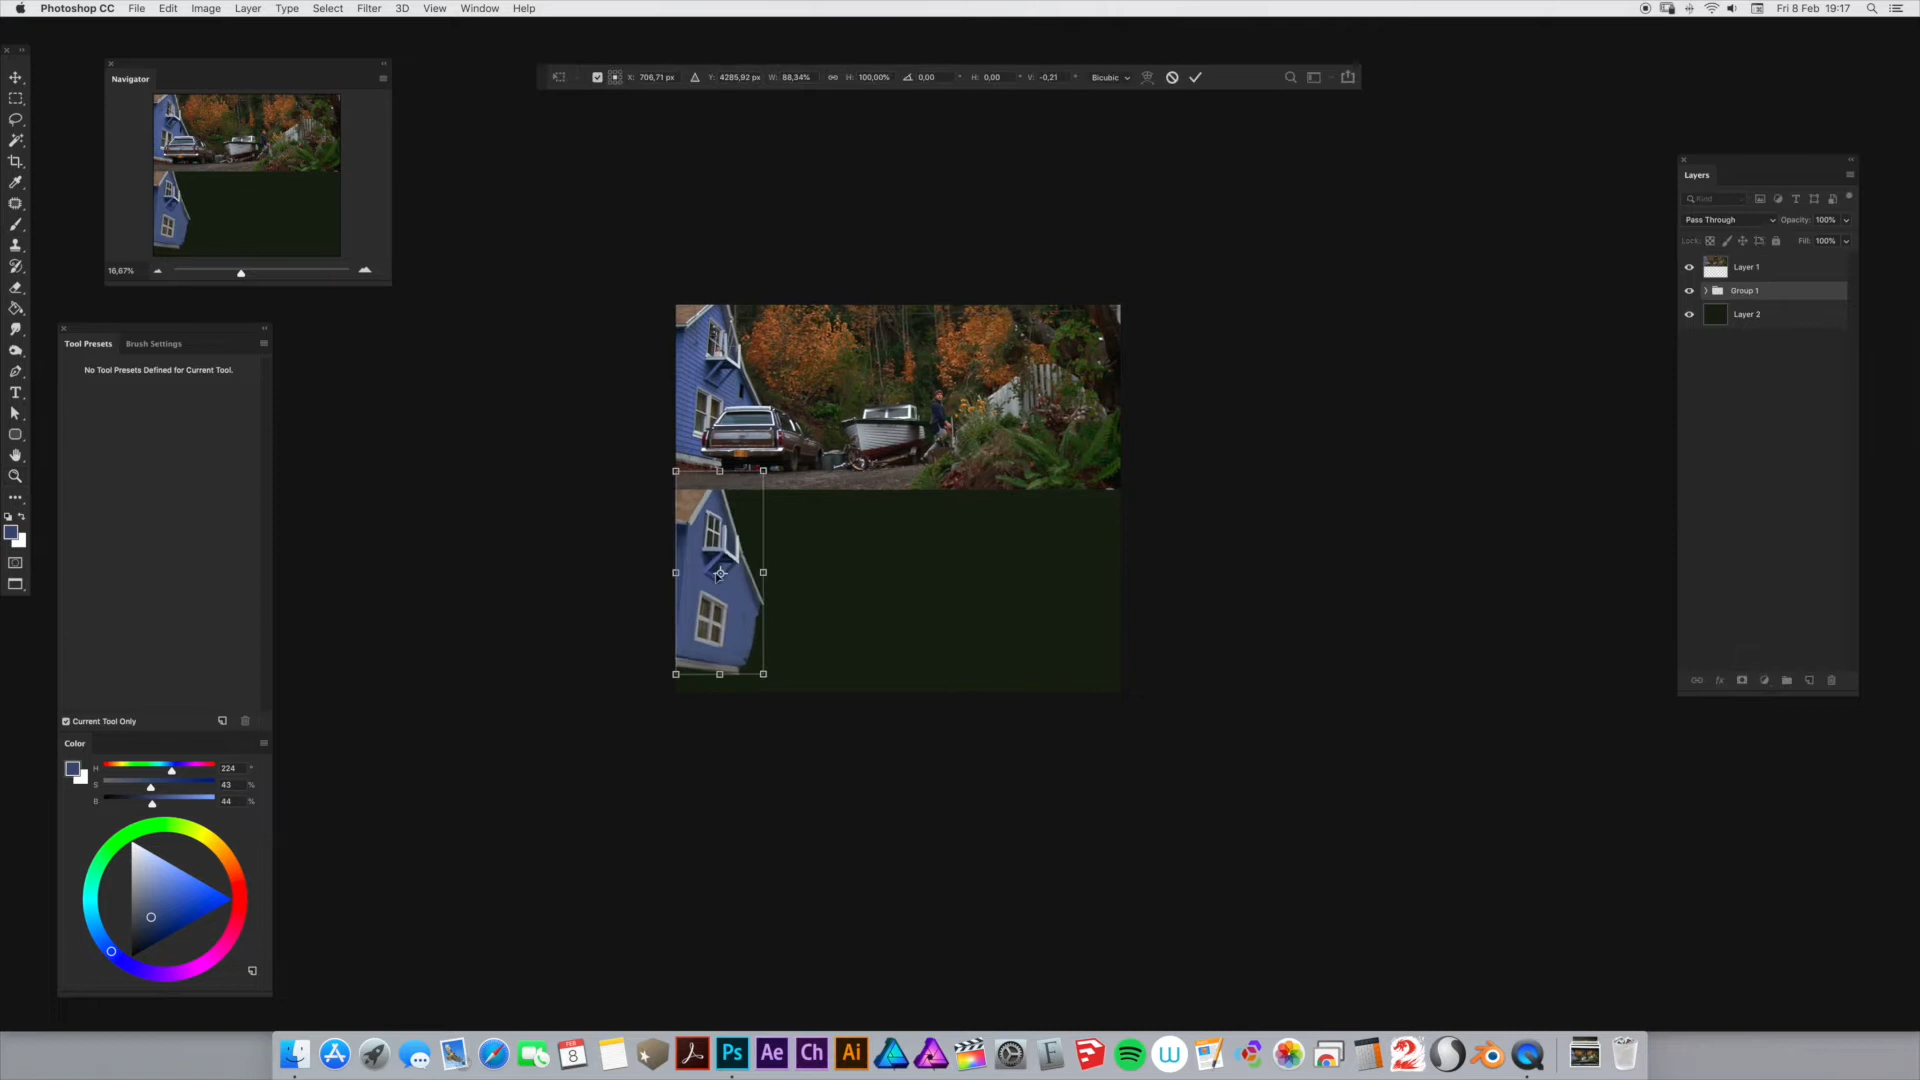 Photoshop CC File Edit Image Layer Type Select Filter 3D View Window Help Fri 8 Feb 19:17
X: 706,71 px Y: 4285,92 px W: 88,34% H: 100,00% 0,00 ° H: 0,00 ° V: -0,21 ° Bicubic
Navigator
16,67%
Tool Presets Brush Settings
No Tool Presets Defined for Current Tool.
Current Tool Only
Color
H 224 °
S 43 %
B 44 %
Layers
Kind
Pass Through Opacity: 100%
Lock: Fill: 100%
Layer 1
Group 1
Layer 2
FEB
8
Ps Ae Ch Ai